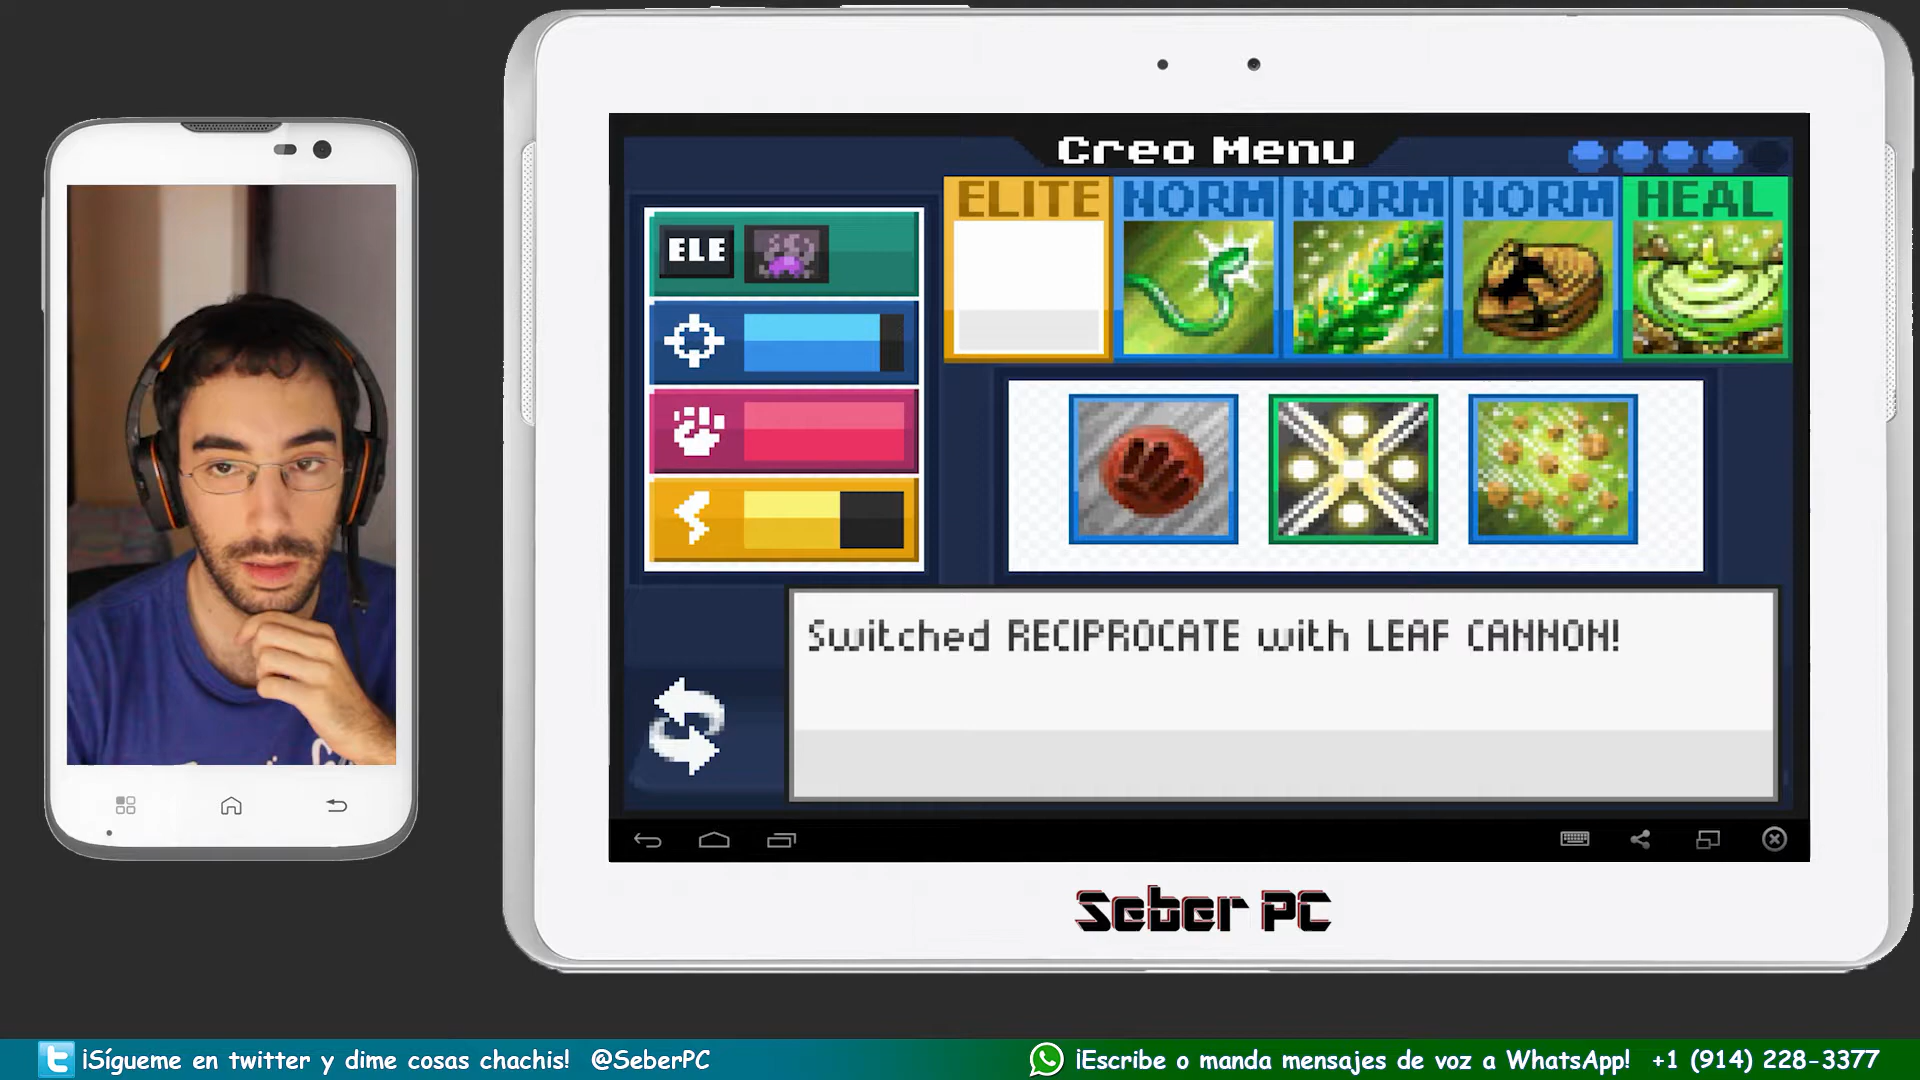 Creo Menu
ELITE NORM NORM NORM HEAL
ELE
Switched RECIPROCATE with LEAF CANNON!
Seber PC
¡Sígueme en twitter y dime cosas chachis! @SeberPC
¡Escribe o manda mensajes de voz a WhatsApp! +1 (914) 228-3377